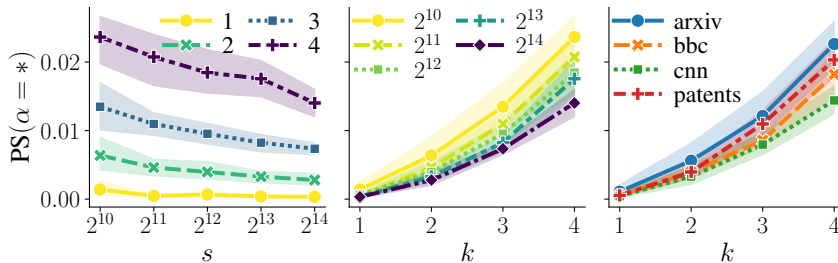 PS(α = *)
0.02
0.01
0.00
1
2
3
4
2^10 2^11 2^12 2^13 2^14
s
2^10
2^11
2^12
2^13
2^14
1 2 3 4
k
arxiv
bbc
cnn
patents
1 2 3 4
k